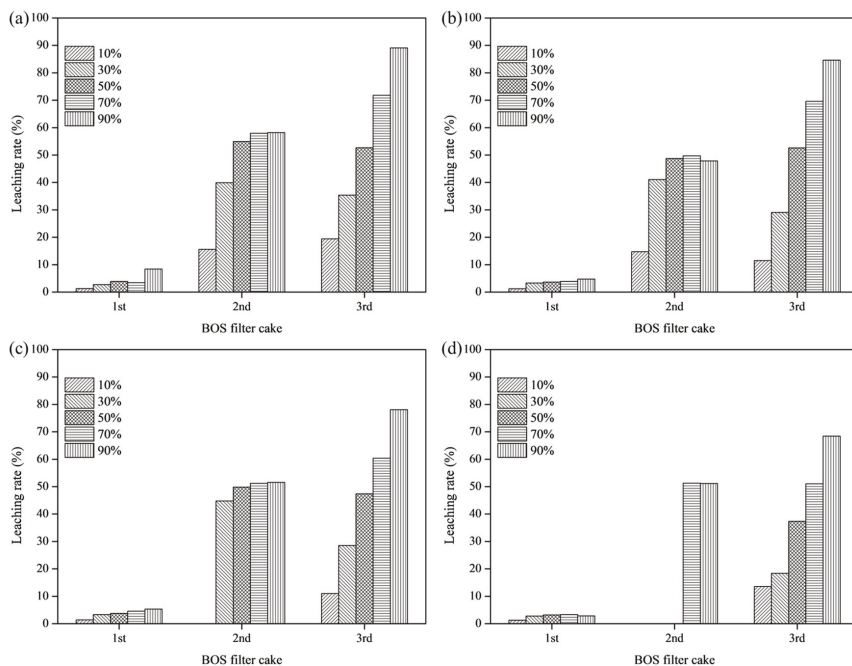 (a)
100
90
80
70
60
50
40
30
20
10
0
Leaching rate (%)
10%
30%
50%
70%
90%
1st
2nd
3rd
BOS filter cake
(b)
100
90
80
70
60
50
40
30
20
10
0
Leaching rate (%)
10%
30%
50%
70%
90%
1st
2nd
3rd
BOS filter cake
(c)
100
90
80
70
60
50
40
30
20
10
0
Leaching rate (%)
10%
30%
50%
70%
90%
1st
2nd
3rd
BOS filter cake
(d)
100
90
80
70
60
50
40
30
20
10
0
Leaching rate (%)
10%
30%
50%
70%
90%
1st
2nd
3rd
BOS filter cake